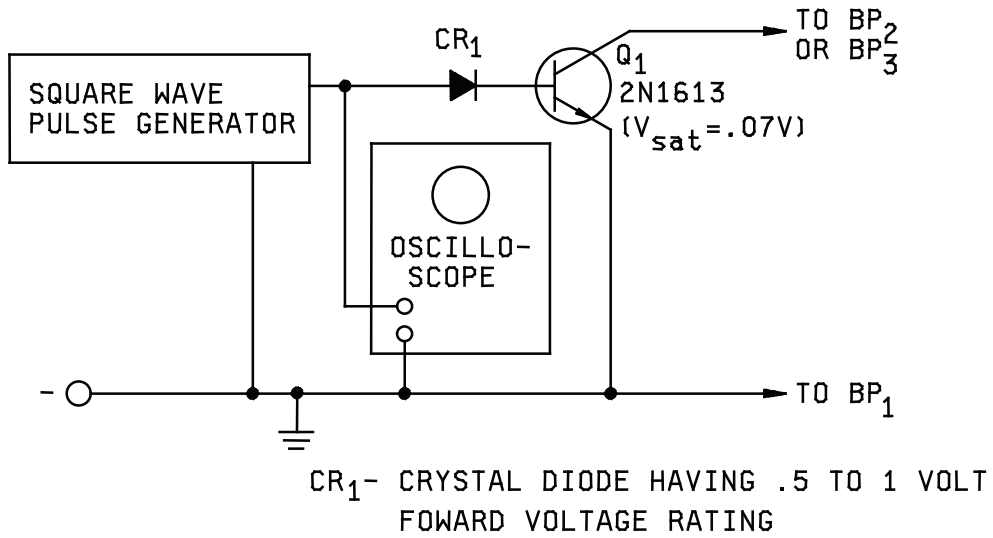 CR1
TO BP2
OR BP3
Q1
2N1613
(Vsat=.07V)
SQUARE WAVE
PULSE GENERATOR
OSCILLO-
SCOPE
-
TO BP1
CR1- CRYSTAL DIODE HAVING .5 TO 1 VOLT
FOWARD VOLTAGE RATING